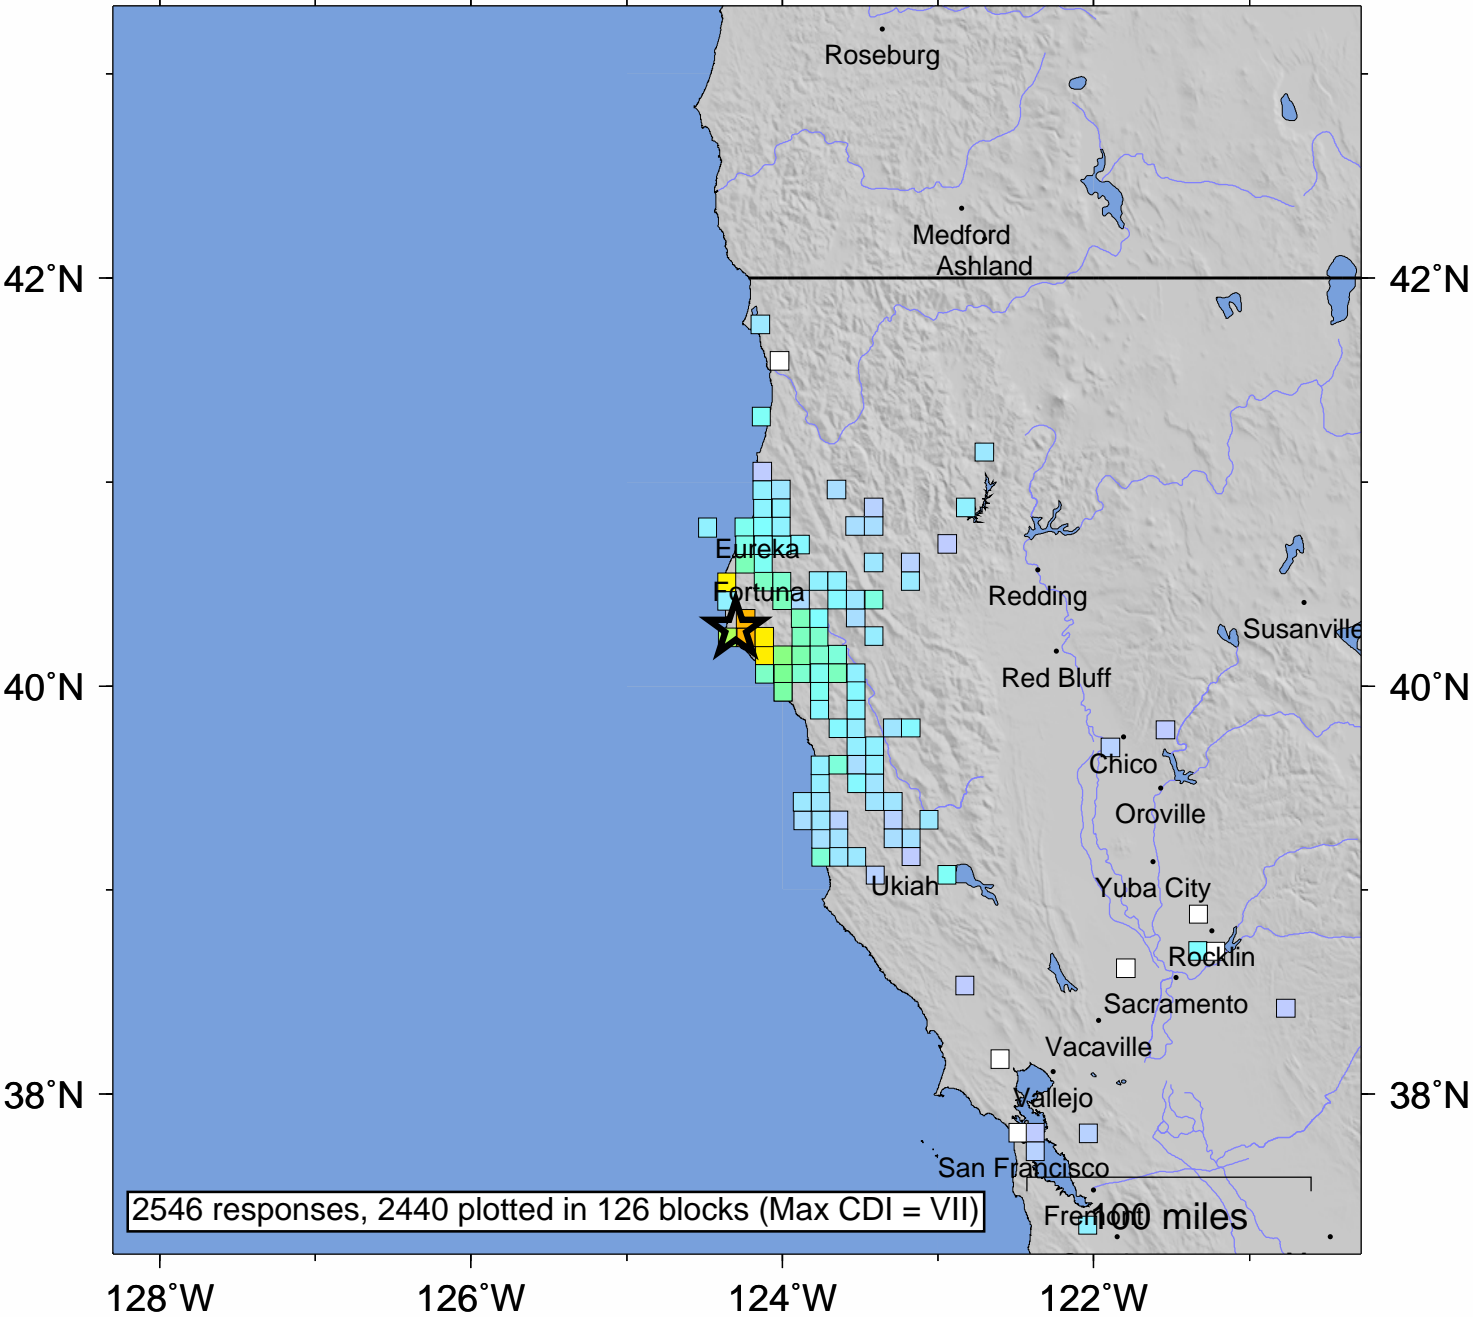 Roseburg
Medford
Ashland
42˚N
42˚N
Eureka
Fortuna
Redding
Susanville
Red Bluff
40˚N
40˚N
Chico
Oroville
Ukiah
Yuba City
Rocklin
Sacramento
Vacaville
38˚N
38˚N
Vallejo
San Francisco
2546 responses, 2440 plotted in 126 blocks (Max CDI = VII)
Fremont
100 miles
128˚W
126˚W
124˚W
122˚W